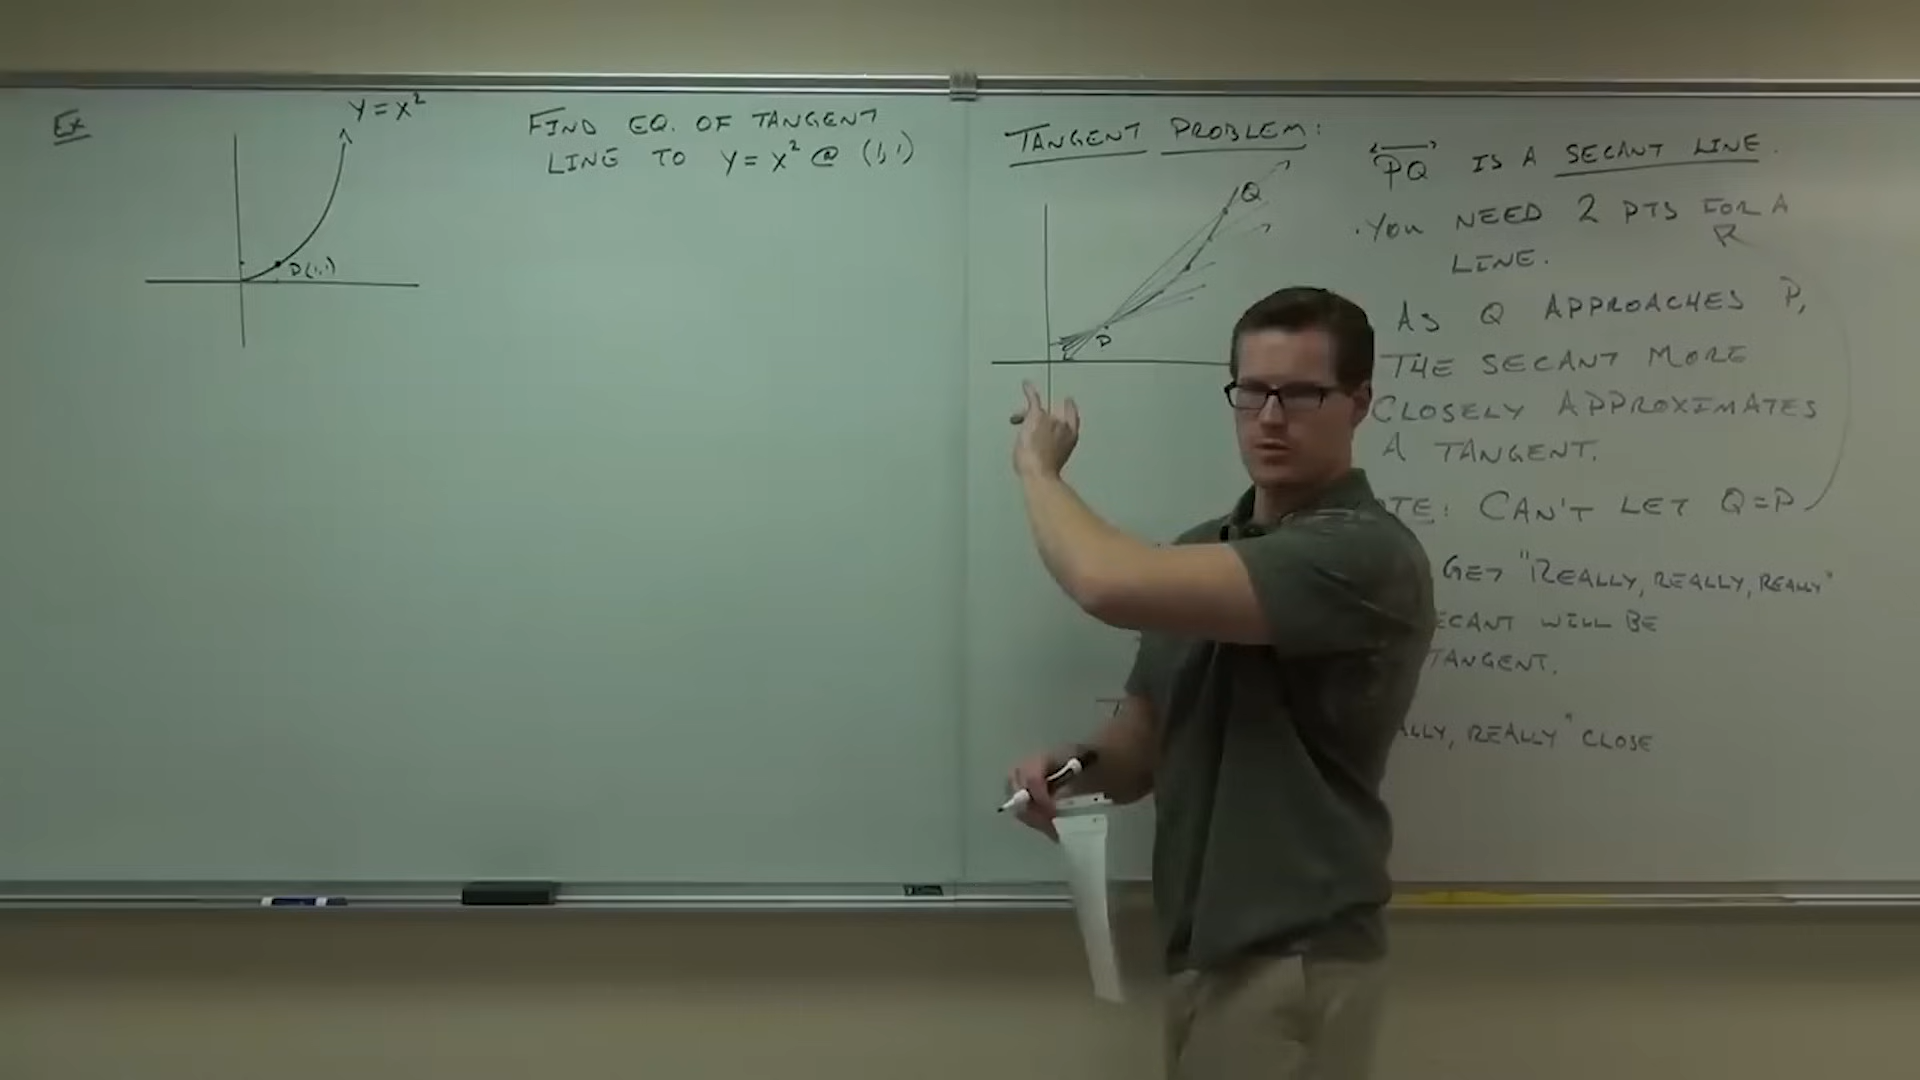 Ex
Y = X²
P(1,1)
FIND EQ. OF TANGENT
LINE TO Y = X² @ (1,1)
TANGENT PROBLEM:
Q
P
PQ IS A SECANT LINE.
· YOU NEED 2 PTS FOR A
LINE.
AS Q APPROACHES P,
THE SECANT MORE
CLOSELY APPROXIMATES
A TANGENT.
: CAN'T LET Q=P
GET "REALLY, REALLY, REALLY"
WILL BE
TANGENT.
REALLY" CLOSE